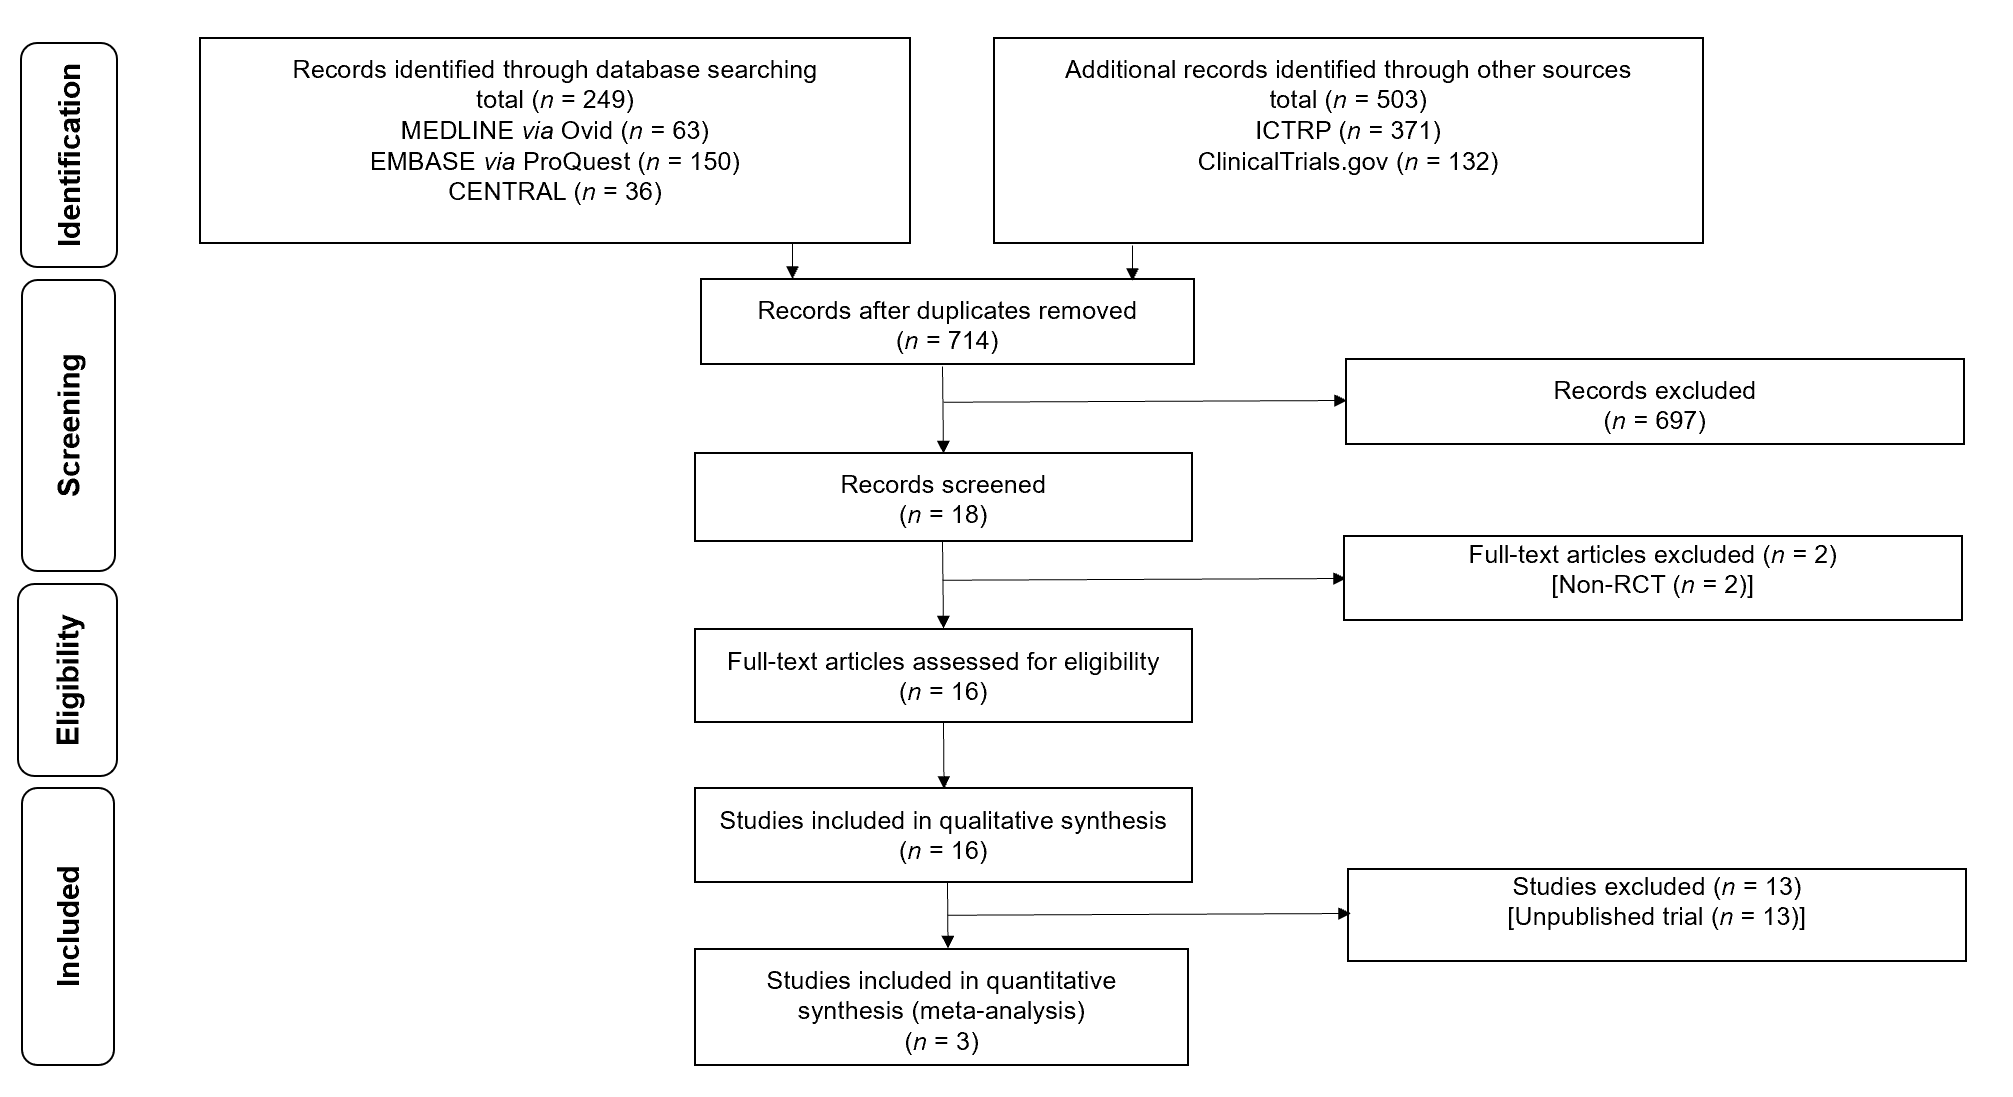 Identification
Records identified through database searching
total (n = 249)
MEDLINE via Ovid (n = 63)
EMBASE via ProQuest (n = 150)
CENTRAL (n = 36)
Additional records identified through other sources
total (n = 503)
ICTRP (n = 371)
ClinicalTrials.gov (n = 132)
Screening
Records after duplicates removed
(n = 714)
Records excluded
(n = 697)
Records screened
(n = 18)
Full-text articles excluded (n = 2)
[Non-RCT (n = 2)]
Eligibility
Full-text articles assessed for eligibility
(n = 16)
Included
Studies included in qualitative synthesis
(n = 16)
Studies excluded (n = 13)
[Unpublished trial (n = 13)]
Studies included in quantitative
synthesis (meta-analysis)
(n = 3)